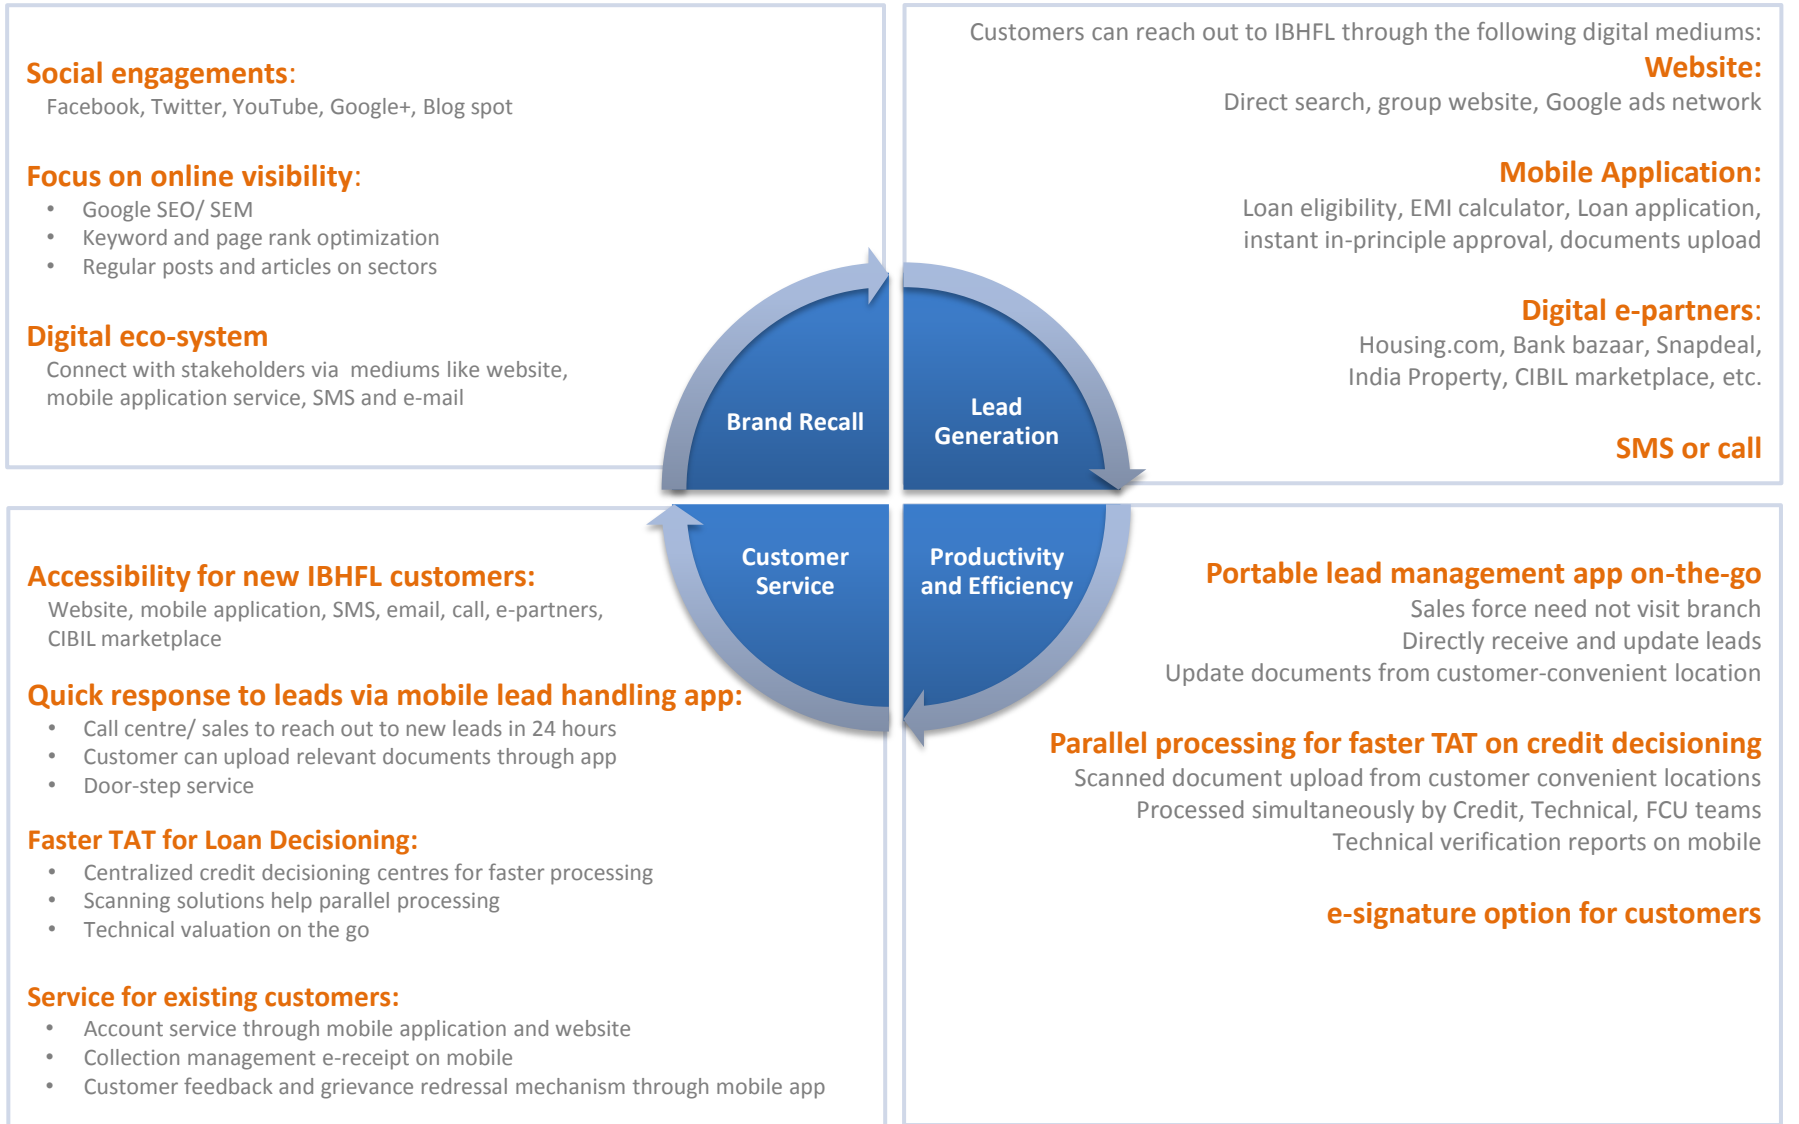 Social engagements:
Facebook, Twitter, YouTube, Google+, Blog spot
Focus on online visibility:
• Google SEO/ SEM
• Keyword and page rank optimization
• Regular posts and articles on sectors
Digital eco-system
Connect with stakeholders via mediums like website,
mobile application service, SMS and e-mail
Brand Recall
Customers can reach out to IBHFL through the following digital mediums:
Website:
Direct search, group website, Google ads network
Mobile Application:
Loan eligibility, EMI calculator, Loan application,
instant in-principle approval, documents upload
Digital e-partners:
Housing.com, Bank bazaar, Snapdeal,
India Property, CIBIL marketplace, etc.
SMS or call
Lead
Generation
Accessibility for new IBHFL customers:
Website, mobile application, SMS, email, call, e-partners,
CIBIL marketplace
Quick response to leads via mobile lead handling app:
• Call centre/ sales to reach out to new leads in 24 hours
• Customer can upload relevant documents through app
• Door-step service
Faster TAT for Loan Decisioning:
• Centralized credit decisioning centres for faster processing
• Scanning solutions help parallel processing
• Technical valuation on the go
Service for existing customers:
• Account service through mobile application and website
• Collection management e-receipt on mobile
• Customer feedback and grievance redressal mechanism through mobile app
Customer
Service
Productivity
and Efficiency
Portable lead management app on-the-go
Sales force need not visit branch
Directly receive and update leads
Update documents from customer-convenient location
Parallel processing for faster TAT on credit decisioning
Scanned document upload from customer convenient locations
Processed simultaneously by Credit, Technical, FCU teams
Technical verification reports on mobile
e-signature option for customers